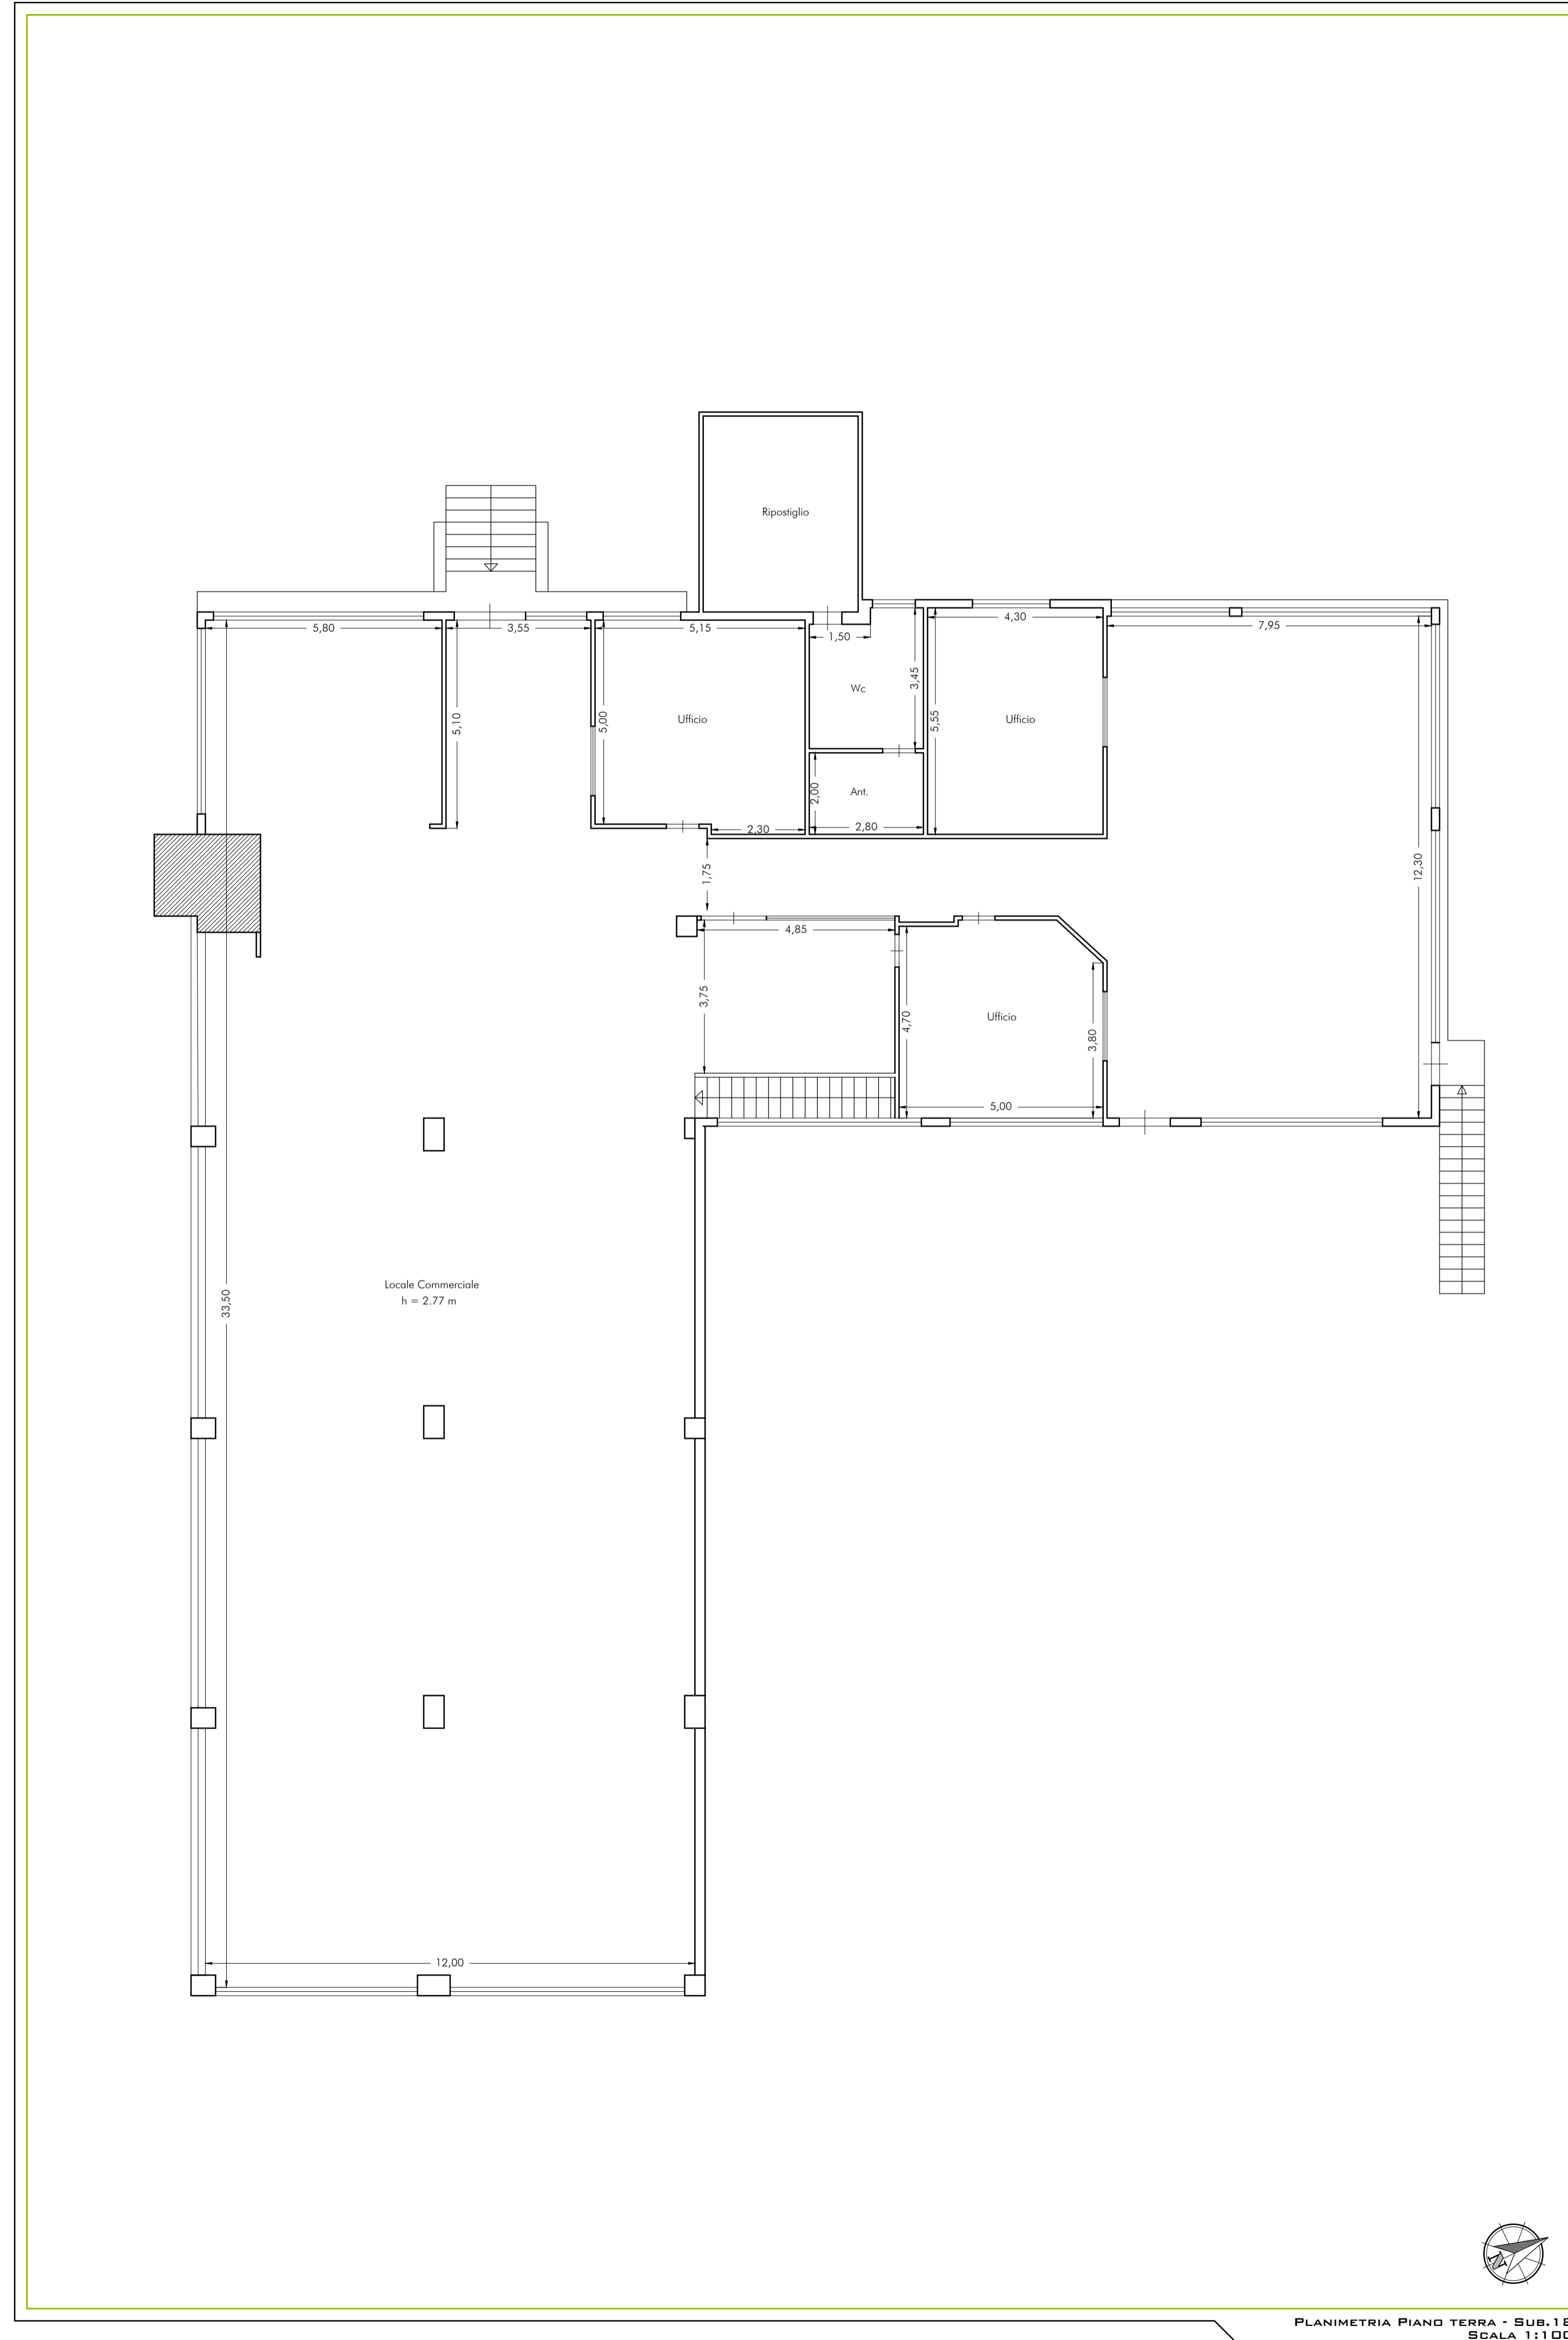 Ripostiglio
5,80
3,55
5,15
1,50
4,30
7,95
3,45
Wc
5,10
5,00
Ufficio
5,55
Ufficio
2,00
Ant.
2,30
2,80
1,75
12,30
4,85
3,75
4,70
Ufficio
3,80
5,00
Locale Commerciale
h = 2.77 m
33,50
12,00
N
Planimetria Piano terra - Sub.18
Scala 1:100